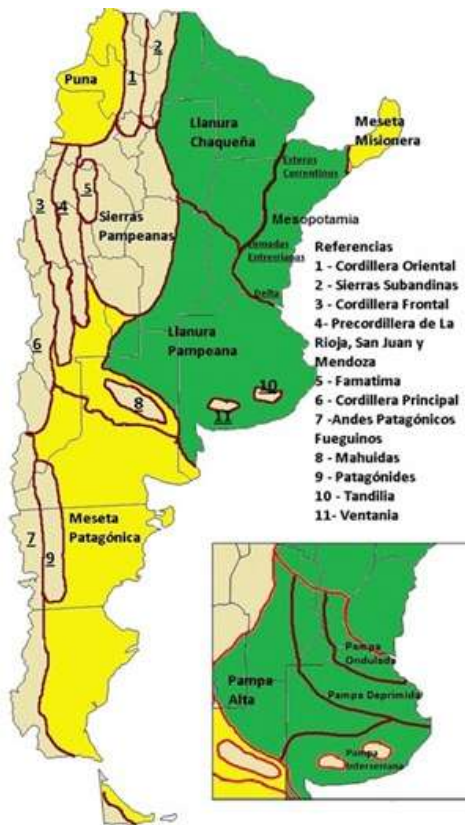 Puna
1
2
Llanura
Chaqueña
Meseta
Misionera
Esteros
Correntinos
3
4
5
Sierras
Pampeanas
Mesopotamia
Lomadas
Entrerrianas
Delta
Llanura
Pampeana
6
8
10
11
7
9
Meseta
Patagónica
Referencias
1 - Cordillera Oriental
2 - Sierras Subandinas
3 - Cordillera Frontal
4- Precordillera de La
Rioja, San Juan y
Mendoza
5 - Famatima
6 - Cordillera Principal
7 -Andes Patagónicos
Fueguinos
8 - Mahuidas
9 - Patagónides
10 - Tandilia
11- Ventania
Pampa
Ondulada
Pampa
Alta
Pampa Deprimida
Pampa
Interserrana